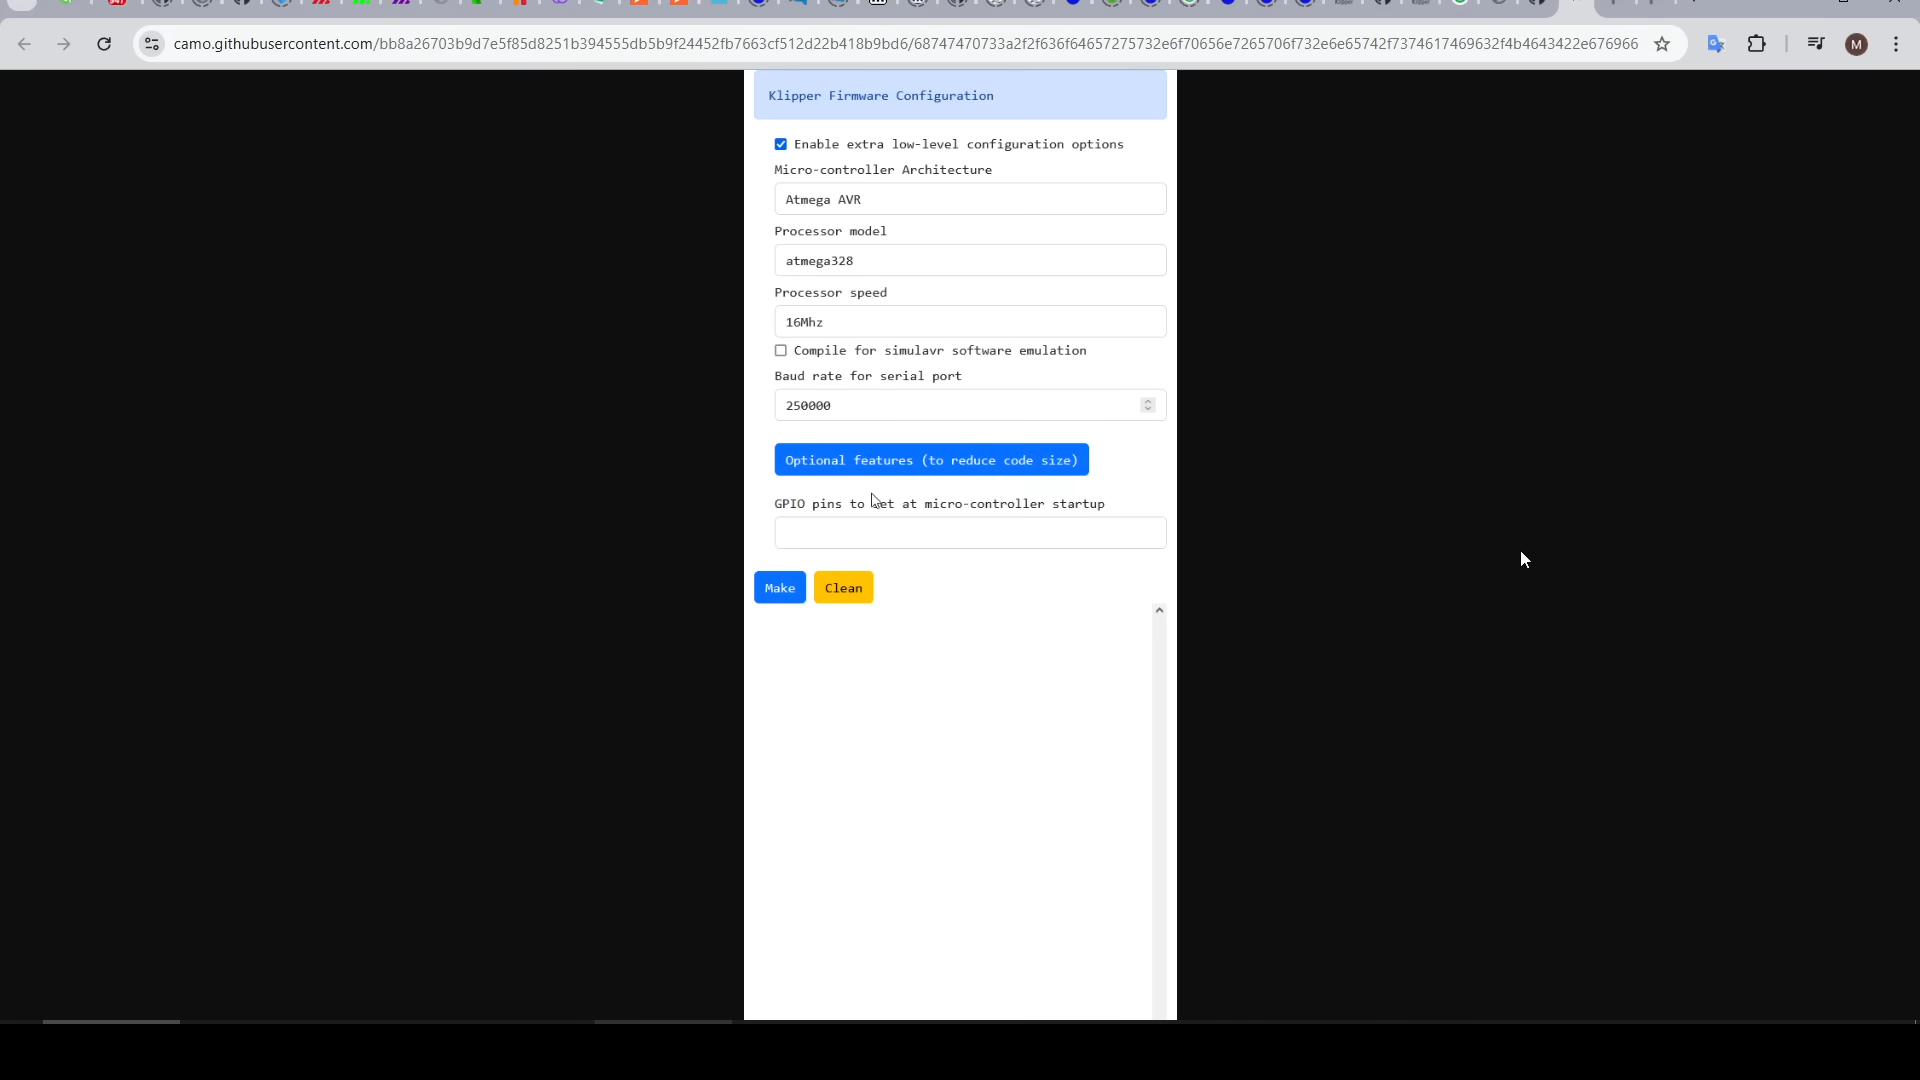 camo.githubusercontent.com/bb8a26703b9d7e5f85d8251b394555db5b9f24452fb7663cf512d22b418b9bd6/68747470733a2f2f636f64657275732e6f70656e7265706f732e6e65742f7374617469632f4b4643422e676966
M
Klipper Firmware Configuration
Enable extra low-level configuration options
Micro-controller Architecture
Atmega AVR
Processor model
atmega328
Processor speed
16Mhz
Compile for simulavr software emulation
Baud rate for serial port
250000
Optional features (to reduce code size)
GPIO pins to set at micro-controller startup
Make Clean